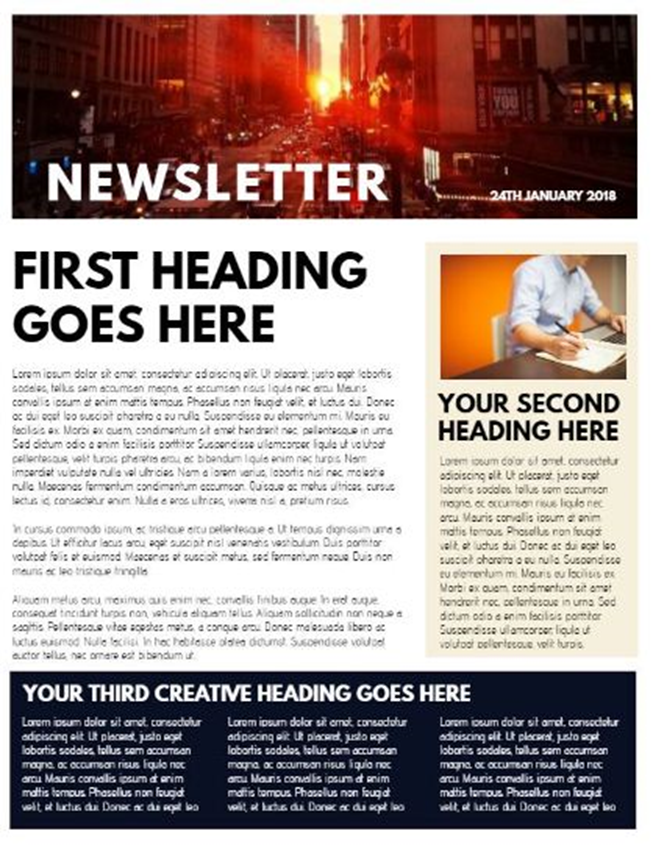 THANK
YOU
NEWSLETTER
24TH JANUARY 2018
FIRST HEADING
GOES HERE
Lorem ipsum dolor sit amet, consectetur adipiscing elit. Ut placerat, justo eget lobortis
sodales, tellus sem accumsan magna, ac accumsan risus ligula nec arcu. Mauris
convallis ipsum at enim mattis tempus. Phasellus non feugiat velit, et luctus dui. Donec
ac dui eget leo suscipit pharetra a eu nulla. Suspendisse eu elementum mi. Mauris eu
facilisis ex. Morbi ex quam, condimentum sit amet hendrerit nec, pellentesque in urna.
Sed dictum odio a enim facilisis porttitor. Suspendisse ullamcorper, ligula ut volutpat
pellentesque, velit turpis pharetra arcu, ac bibendum ligula enim nec turpis. Nam
imperdiet vulputate nulla vel ultricies. Nam a lorem varius, lobortis nisl nec, molestie
nulla. Maecenas fermentum condimentum accumsan. Quisque ac metus ultrices, cursus
lectus id, consectetur enim. Nulla a eros ultrices, viverra nisl a, pretium risus.
In cursus commodo ipsum, ac tristique arcu pellentesque a. Ut tempus dignissim urna a
dapibus. Ut efficitur lacus arcu, eget suscipit nisl venenatis vestibulum. Duis porttitor
volutpat felis et euismod. Maecenas et suscipit metus, sed fermentum neque. Duis non
mauris ac leo tristique fringilla.
Aliquam metus arcu, maximus quis enim nec, convallis finibus augue. In erat augue,
consequat tincidunt turpis non, vehicula aliquam tellus. Aliquam sollicitudin non neque a
sagittis. Pellentesque vitae egestas metus, a congue arcu. Donec malesuada libero ac
luctus euismod. Nulla facilisi. In hac habitasse platea dictumst. Suspendisse volutpat
auctor tellus, nec ornare est bibendum ut.
YOUR SECOND
HEADING HERE
Lorem ipsum dolor sit amet, consectetur
adipiscing elit. Ut placerat, justo eget
lobortis sodales, tellus sem accumsan
magna, ac accumsan risus ligula nec
arcu. Mauris convallis ipsum at enim
mattis tempus. Phasellus non feugiat
velit, et luctus dui. Donec ac dui eget leo
suscipit pharetra a eu nulla. Suspendisse
eu elementum mi. Mauris eu facilisis ex.
Morbi ex quam, condimentum sit amet
hendrerit nec, pellentesque in urna. Sed
dictum odio a enim facilisis porttitor.
Suspendisse ullamcorper, ligula ut
volutpat pellentesque, velit turpis,
YOUR THIRD CREATIVE HEADING GOES HERE
Lorem ipsum dolor sit amet, consectetur
adipiscing elit. Ut placerat, justo eget
lobortis sodales, tellus sem accumsan
magna, ac accumsan risus ligula nec
arcu. Mauris convallis ipsum at enim
mattis tempus. Phasellus non feugiat
velit, et luctus dui. Donec ac dui eget leo
Lorem ipsum dolor sit amet, consectetur
adipiscing elit. Ut placerat, justo eget
lobortis sodales, tellus sem accumsan
magna, ac accumsan risus ligula nec
arcu. Mauris convallis ipsum at enim
mattis tempus. Phasellus non feugiat
velit, et luctus dui. Donec ac dui eget leo
Lorem ipsum dolor sit amet, consectetur
adipiscing elit. Ut placerat, justo eget
lobortis sodales, tellus sem accumsan
magna, ac accumsan risus ligula nec
arcu. Mauris convallis ipsum at enim
mattis tempus. Phasellus non feugiat
velit, et luctus dui. Donec ac dui eget leo